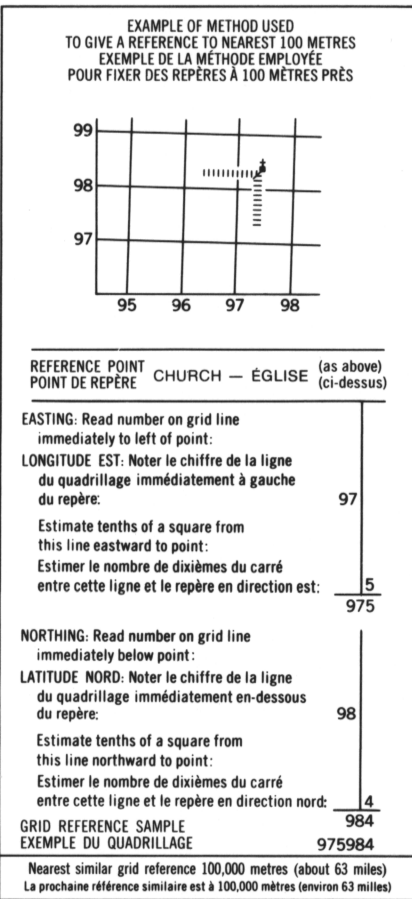 EXAMPLE OF METHOD USED
TO GIVE A REFERENCE TO NEAREST 100 METRES
EXEMPLE DE LA MÉTHODE EMPLOYÉE
POUR FIXER DES REPÈRES À 100 MÈTRES PRÈS
99
98
97
95 96 97 98
REFERENCE POINT
POINT DE REPÈRE
CHURCH — ÉGLISE
(as above)
(ci-dessus)
EASTING: Read number on grid line
immediately to left of point:
LONGITUDE EST: Noter le chiffre de la ligne
du quadrillage immédiatement à gauche
du repère: 97
Estimate tenths of a square from
this line eastward to point:
Estimer le nombre de dixièmes du carré
entre cette ligne et le repère en direction est: 5
975
NORTHING: Read number on grid line
immediately below point:
LATITUDE NORD: Noter le chiffre de la ligne
du quadrillage immédiatement en-dessous
du repère: 98
Estimate tenths of a square from
this line northward to point:
Estimer le nombre de dixièmes du carré
entre cette ligne et le repère en direction nord: 4
984
GRID REFERENCE SAMPLE
EXEMPLE DU QUADRILLAGE 975984
Nearest similar grid reference 100,000 metres (about 63 miles)
La prochaine référence similaire est à 100,000 mètres (environ 63 milles)